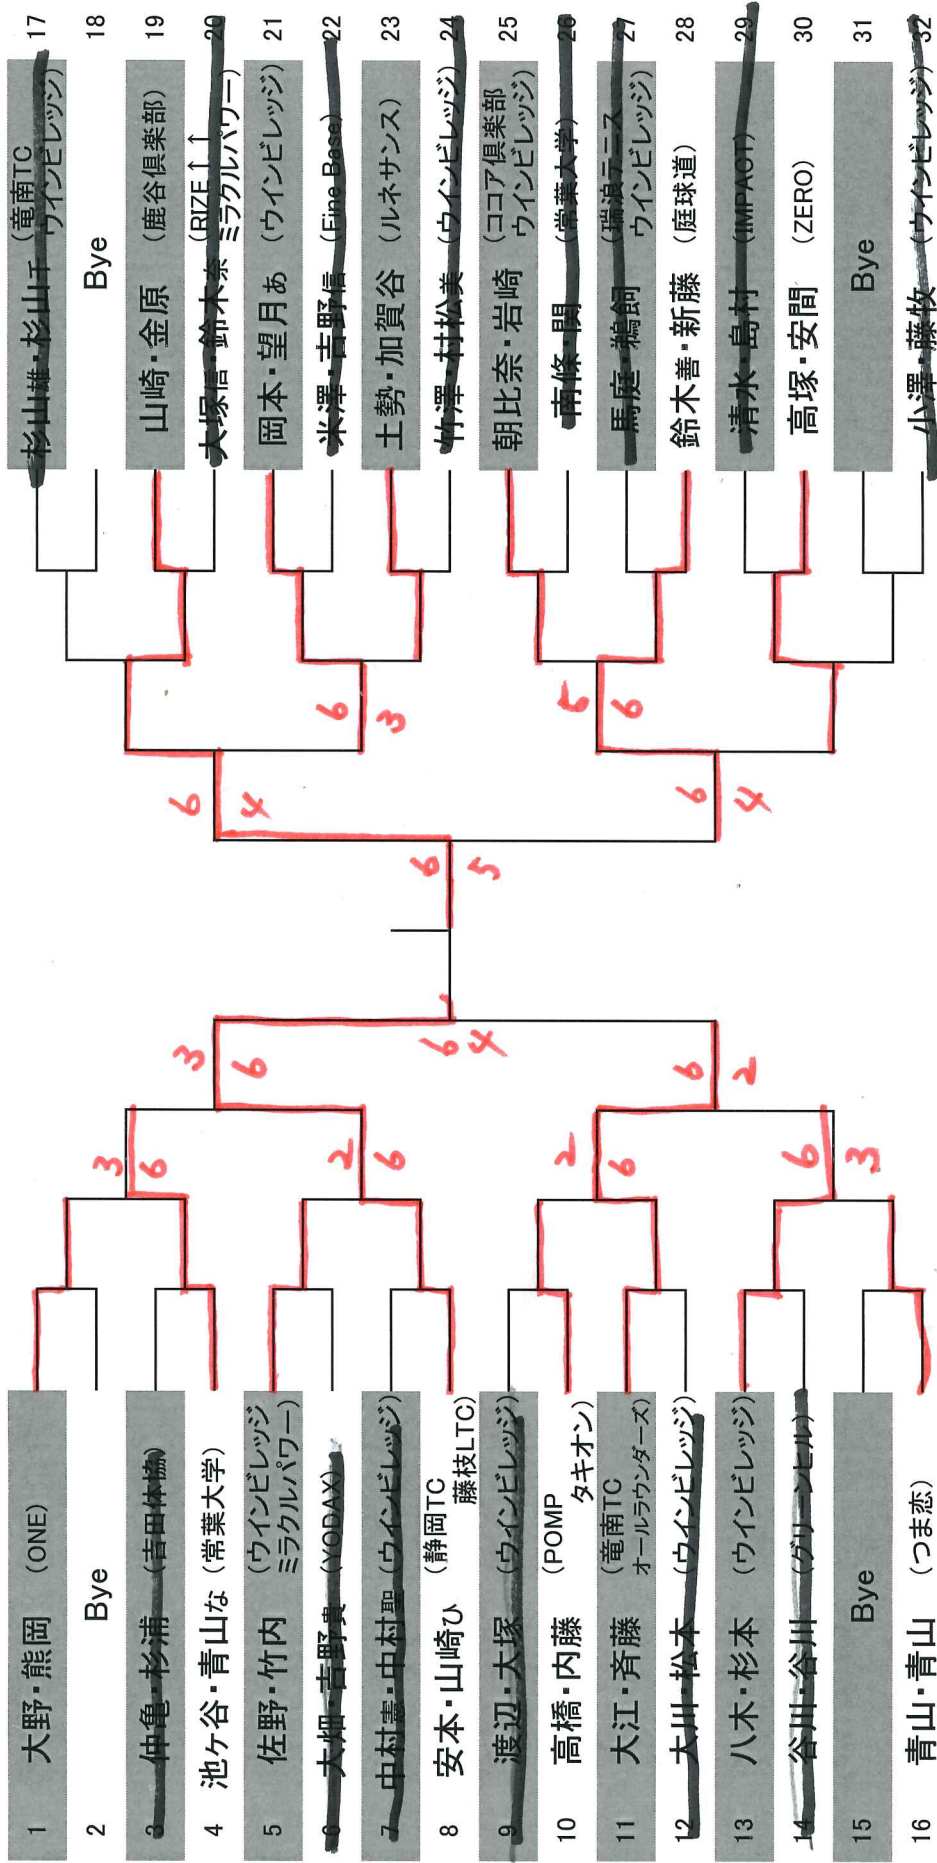 1 大野・熊岡 (ONE)
2 Bye
3 仲亀・杉浦 (吉田体協)
4 池ケ谷・青山な (常葉大学)
5 佐野・竹内 (ウインビレッジ
ミラクルパワー)
6 大畑・吉野貴 (YODAX)
7 中村憲・中村聖 (ウインビレッジ)
8 安本・山崎ひ (静岡TC
藤枝LTC)
9 渡辺・大塚 (ウインビレッジ)
10 高橋・内藤 (POMP
タキオン)
11 大江・斉藤 (竜南TC
オールラウンダーズ)
12 大川・松本 (ウインビレッジ)
13 八木・杉本 (ウインビレッジ)
14 谷川・谷川 (グリーンヒル)
15 Bye
16 青山・青山 (つま恋)
3
6
2
6
2
6
6
3
3
6
6
2
6
4
6
5
6
4
6
4
6
3
5
6
杉山雄・杉山千 (竜南TC
ウインビレッジ) 17
Bye 18
山崎・金原 (鹿谷倶楽部) 19
大塚信・鈴木奈 (RIZE↑↑
ミラクルパワー) 20
岡本・望月あ (ウインビレッジ) 21
米澤・吉野信 (Fine Base) 22
土勢・加賀谷 (ルネサンス) 23
竹澤・村松美 (ウインビレッジ) 24
朝比奈・岩崎 (ココア倶楽部
ウインビレッジ) 25
南條・関 (常葉大学) 26
馬庭・鵜飼 (瑞浪テニス
ウインビレッジ) 27
鈴木善・新藤 (庭球道) 28
清水・島村 (IMPACT) 29
高塚・安間 (ZERO) 30
Bye 31
小澤・藤牧 (ウインビレッジ) 32